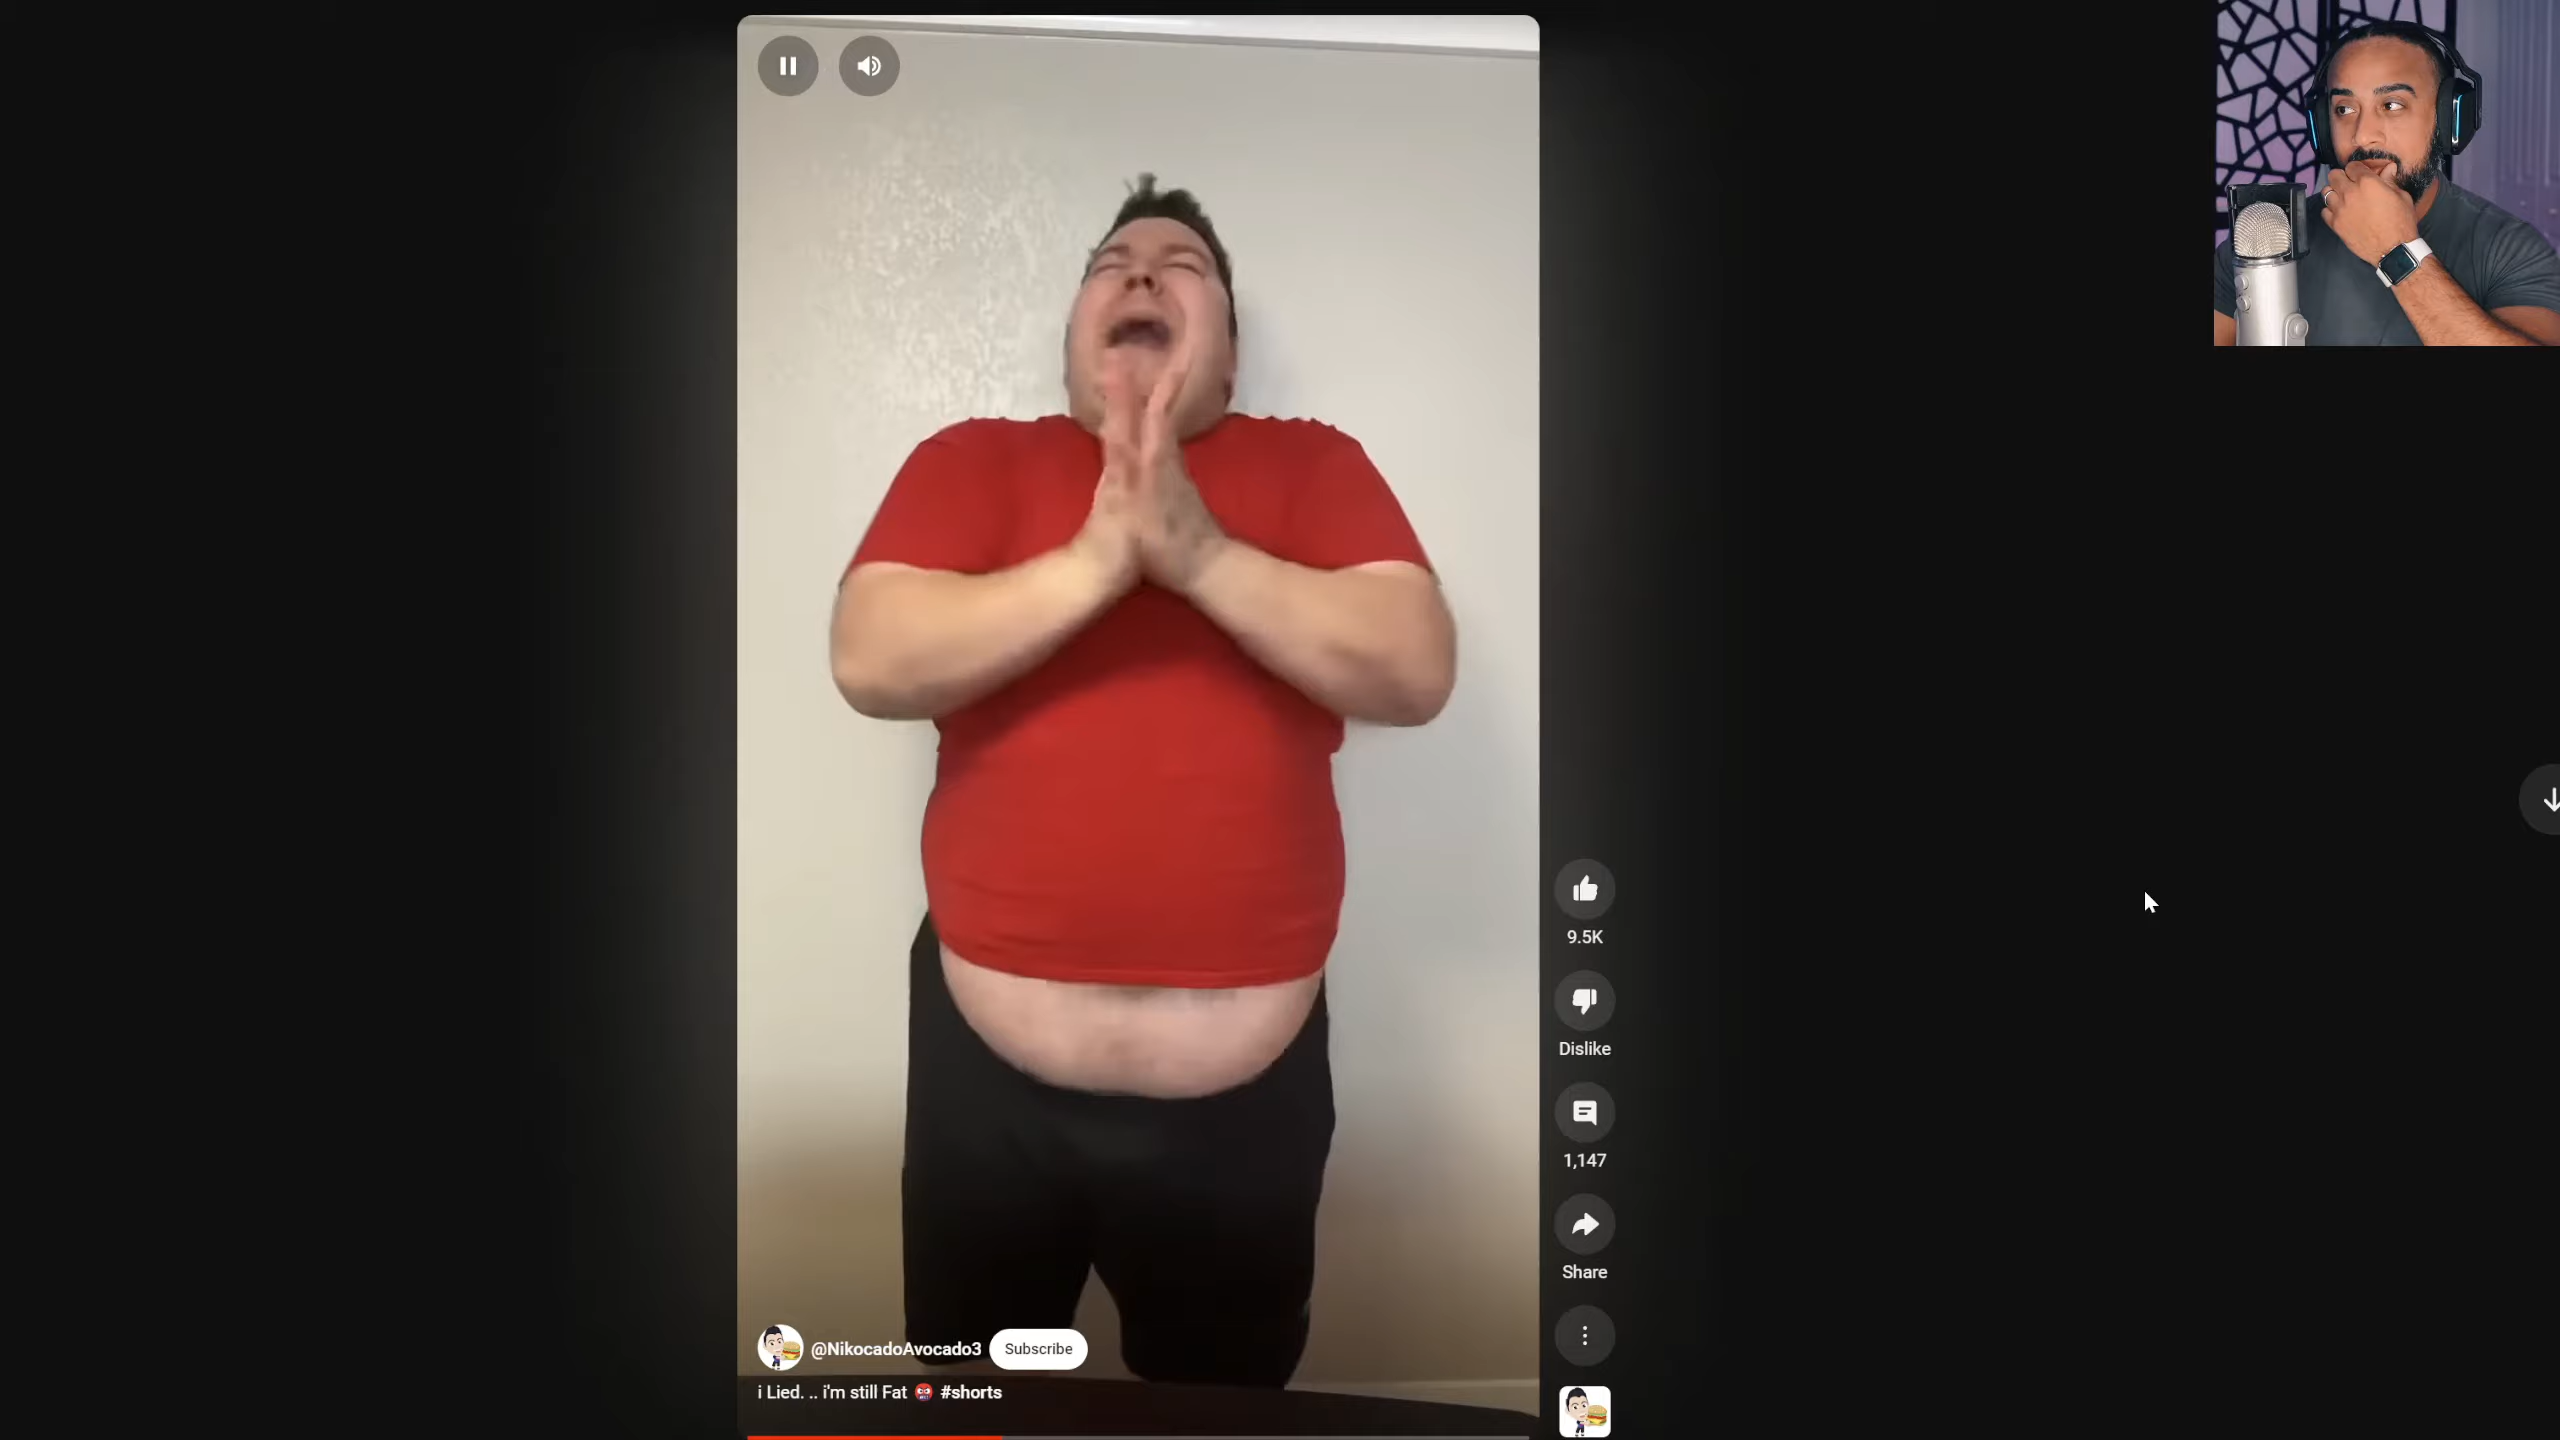 9.5K
Dislike
1,147
Share
@NikocadoAvocado3 Subscribe
i Lied. .. i'm still Fat 👹 #shorts